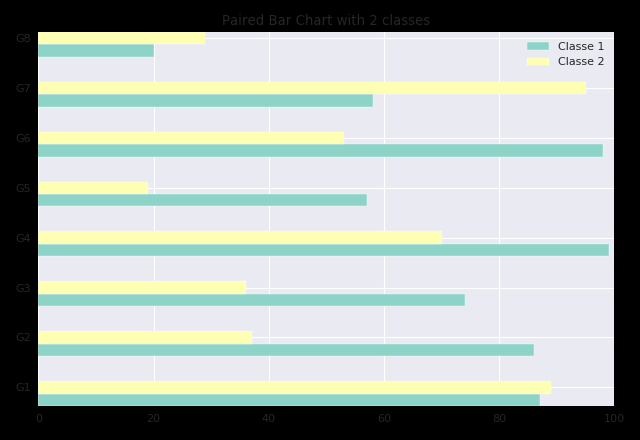 Paired Bar Chart with 2 classes
Classe 1
Classe 2
G8
G7
G6
G5
G4
G3
G2
G1
0 20 40 60 80 100